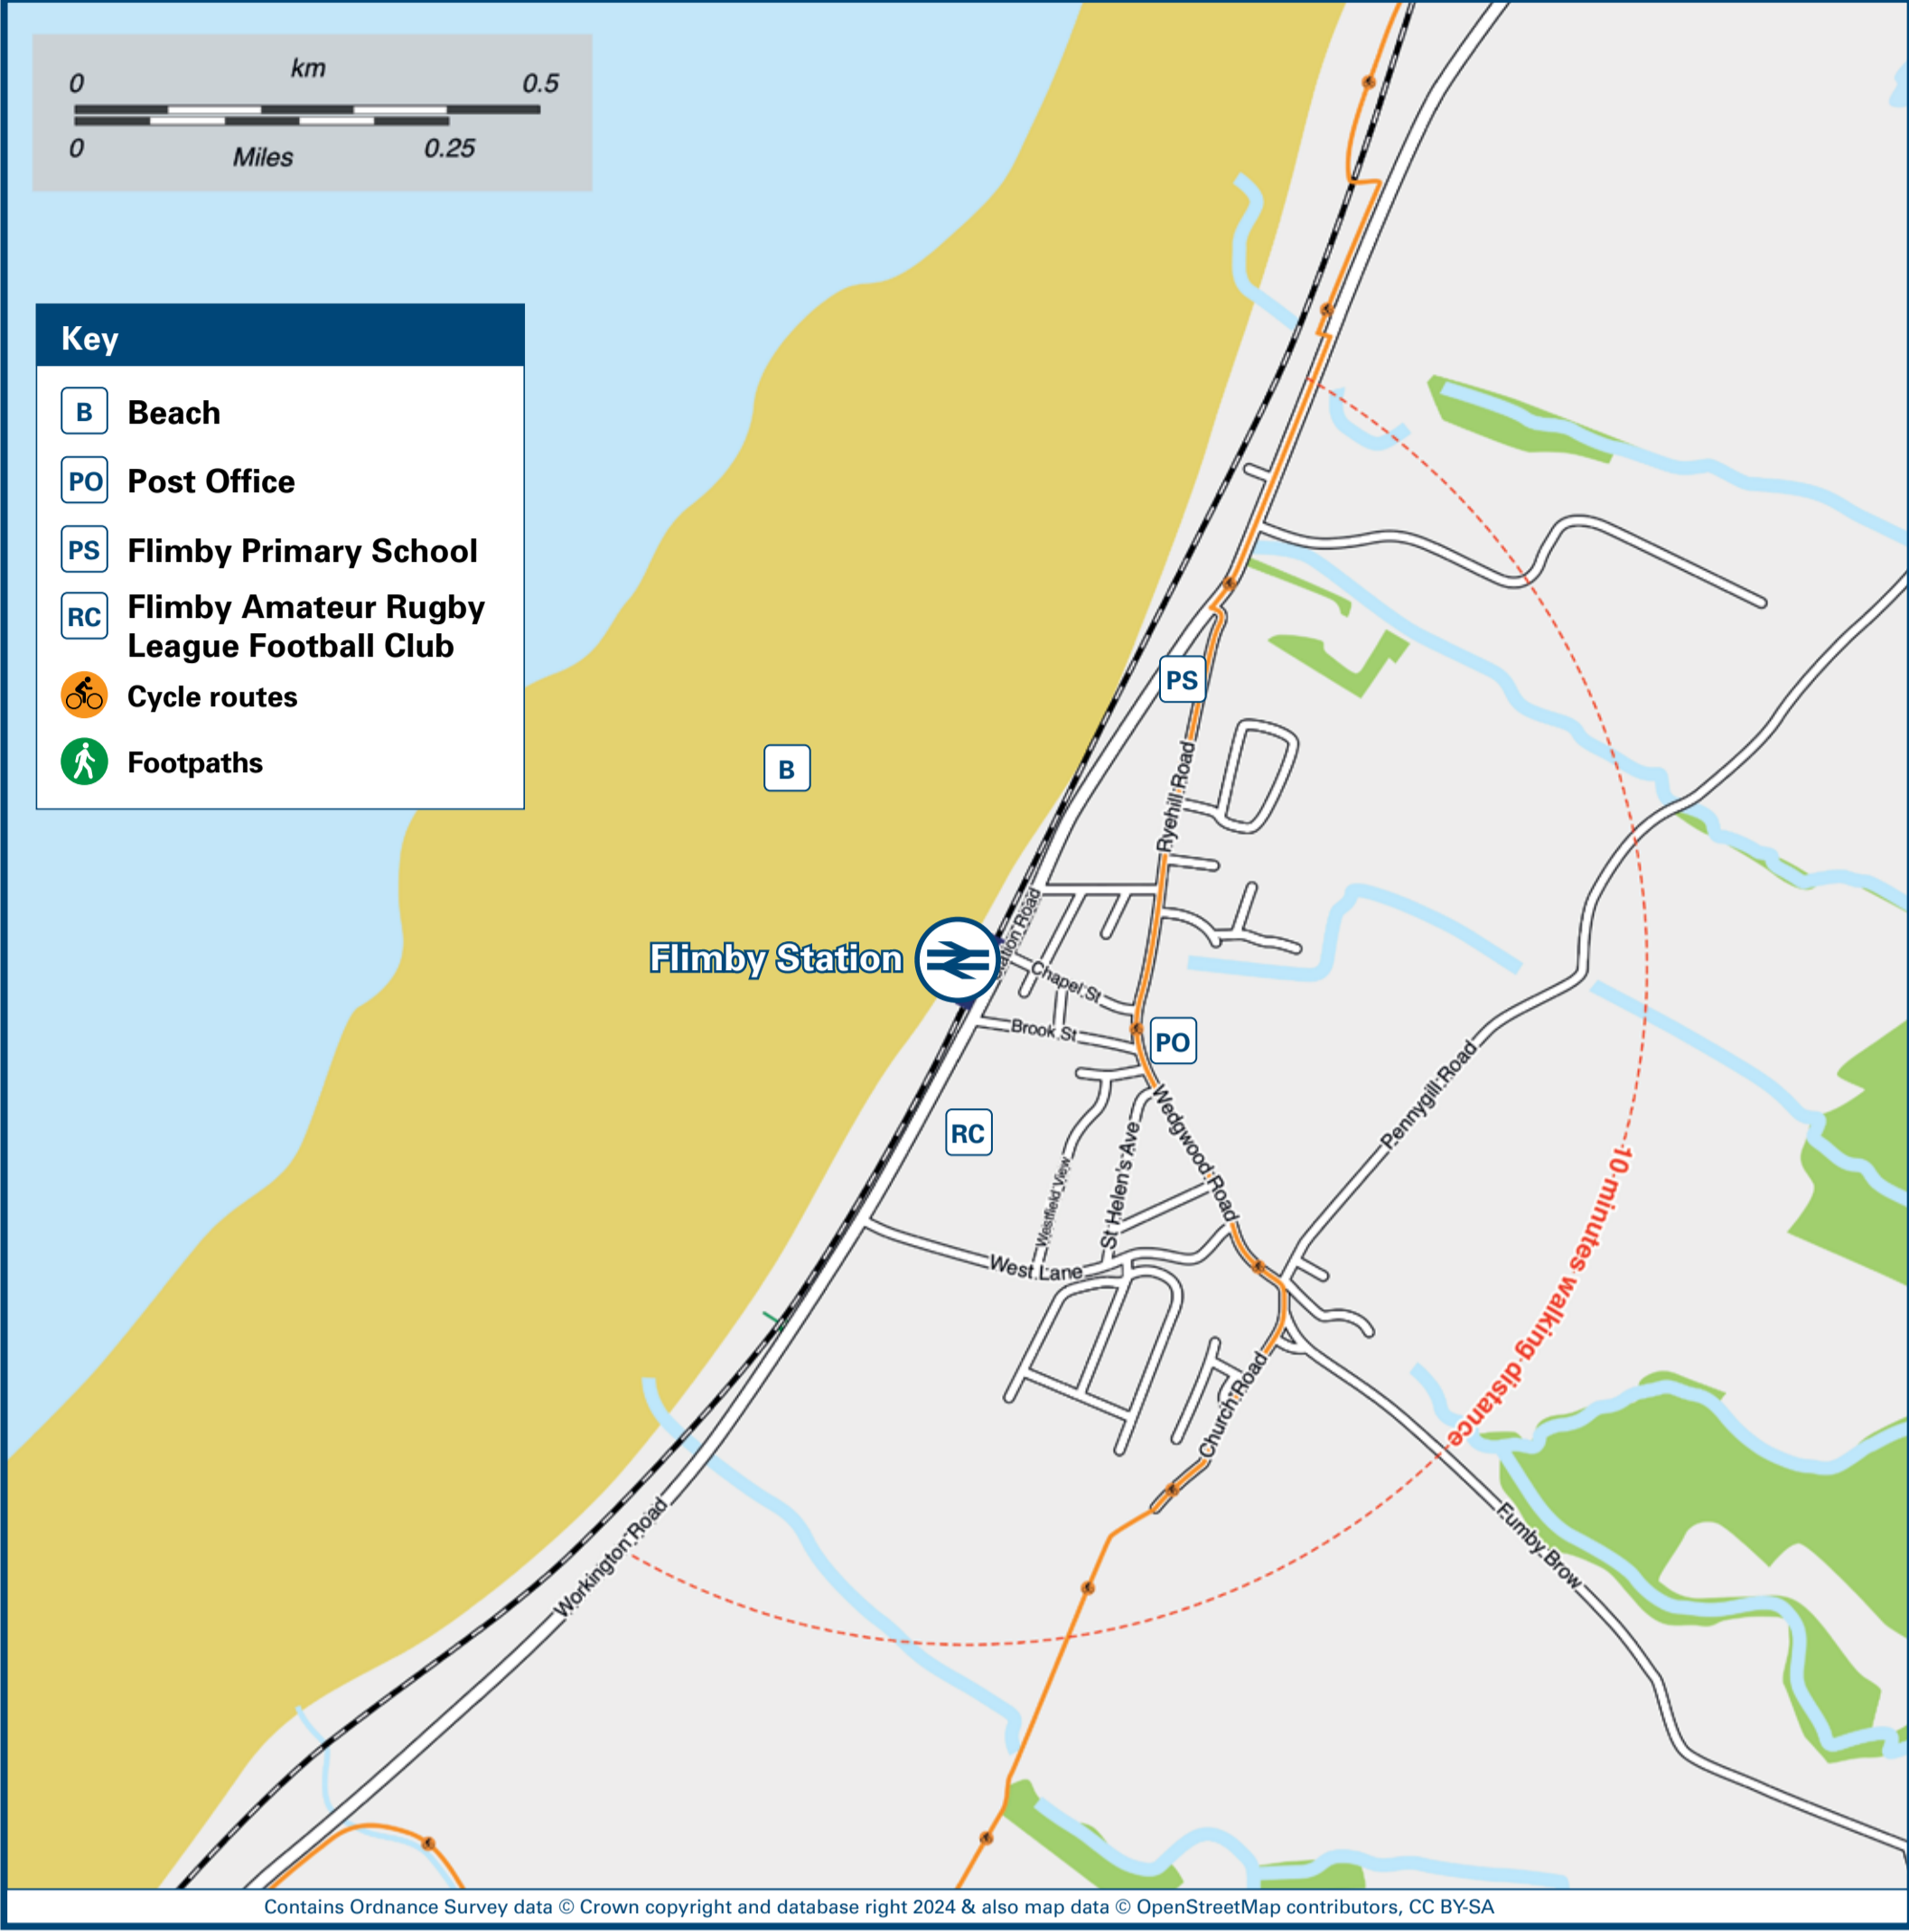 km
0 0.5
0 0.25
Miles
Key
B Beach
PO Post Office
PS Flimby Primary School
RC Flimby Amateur Rugby
League Football Club
Cycle routes
Footpaths
PS
B
Ryehill Road
Station Road
Flimby Station
Chapel St
Brook St
PO
RC
Wedgwood Road
Pennygill Road
St Helen's Ave
Westfield View
West Lane
10 minutes walking distance
Church Road
Workington Road
Fumby Brow
Contains Ordnance Survey data © Crown copyright and database right 2024 & also map data © OpenStreetMap contributors, CC BY-SA